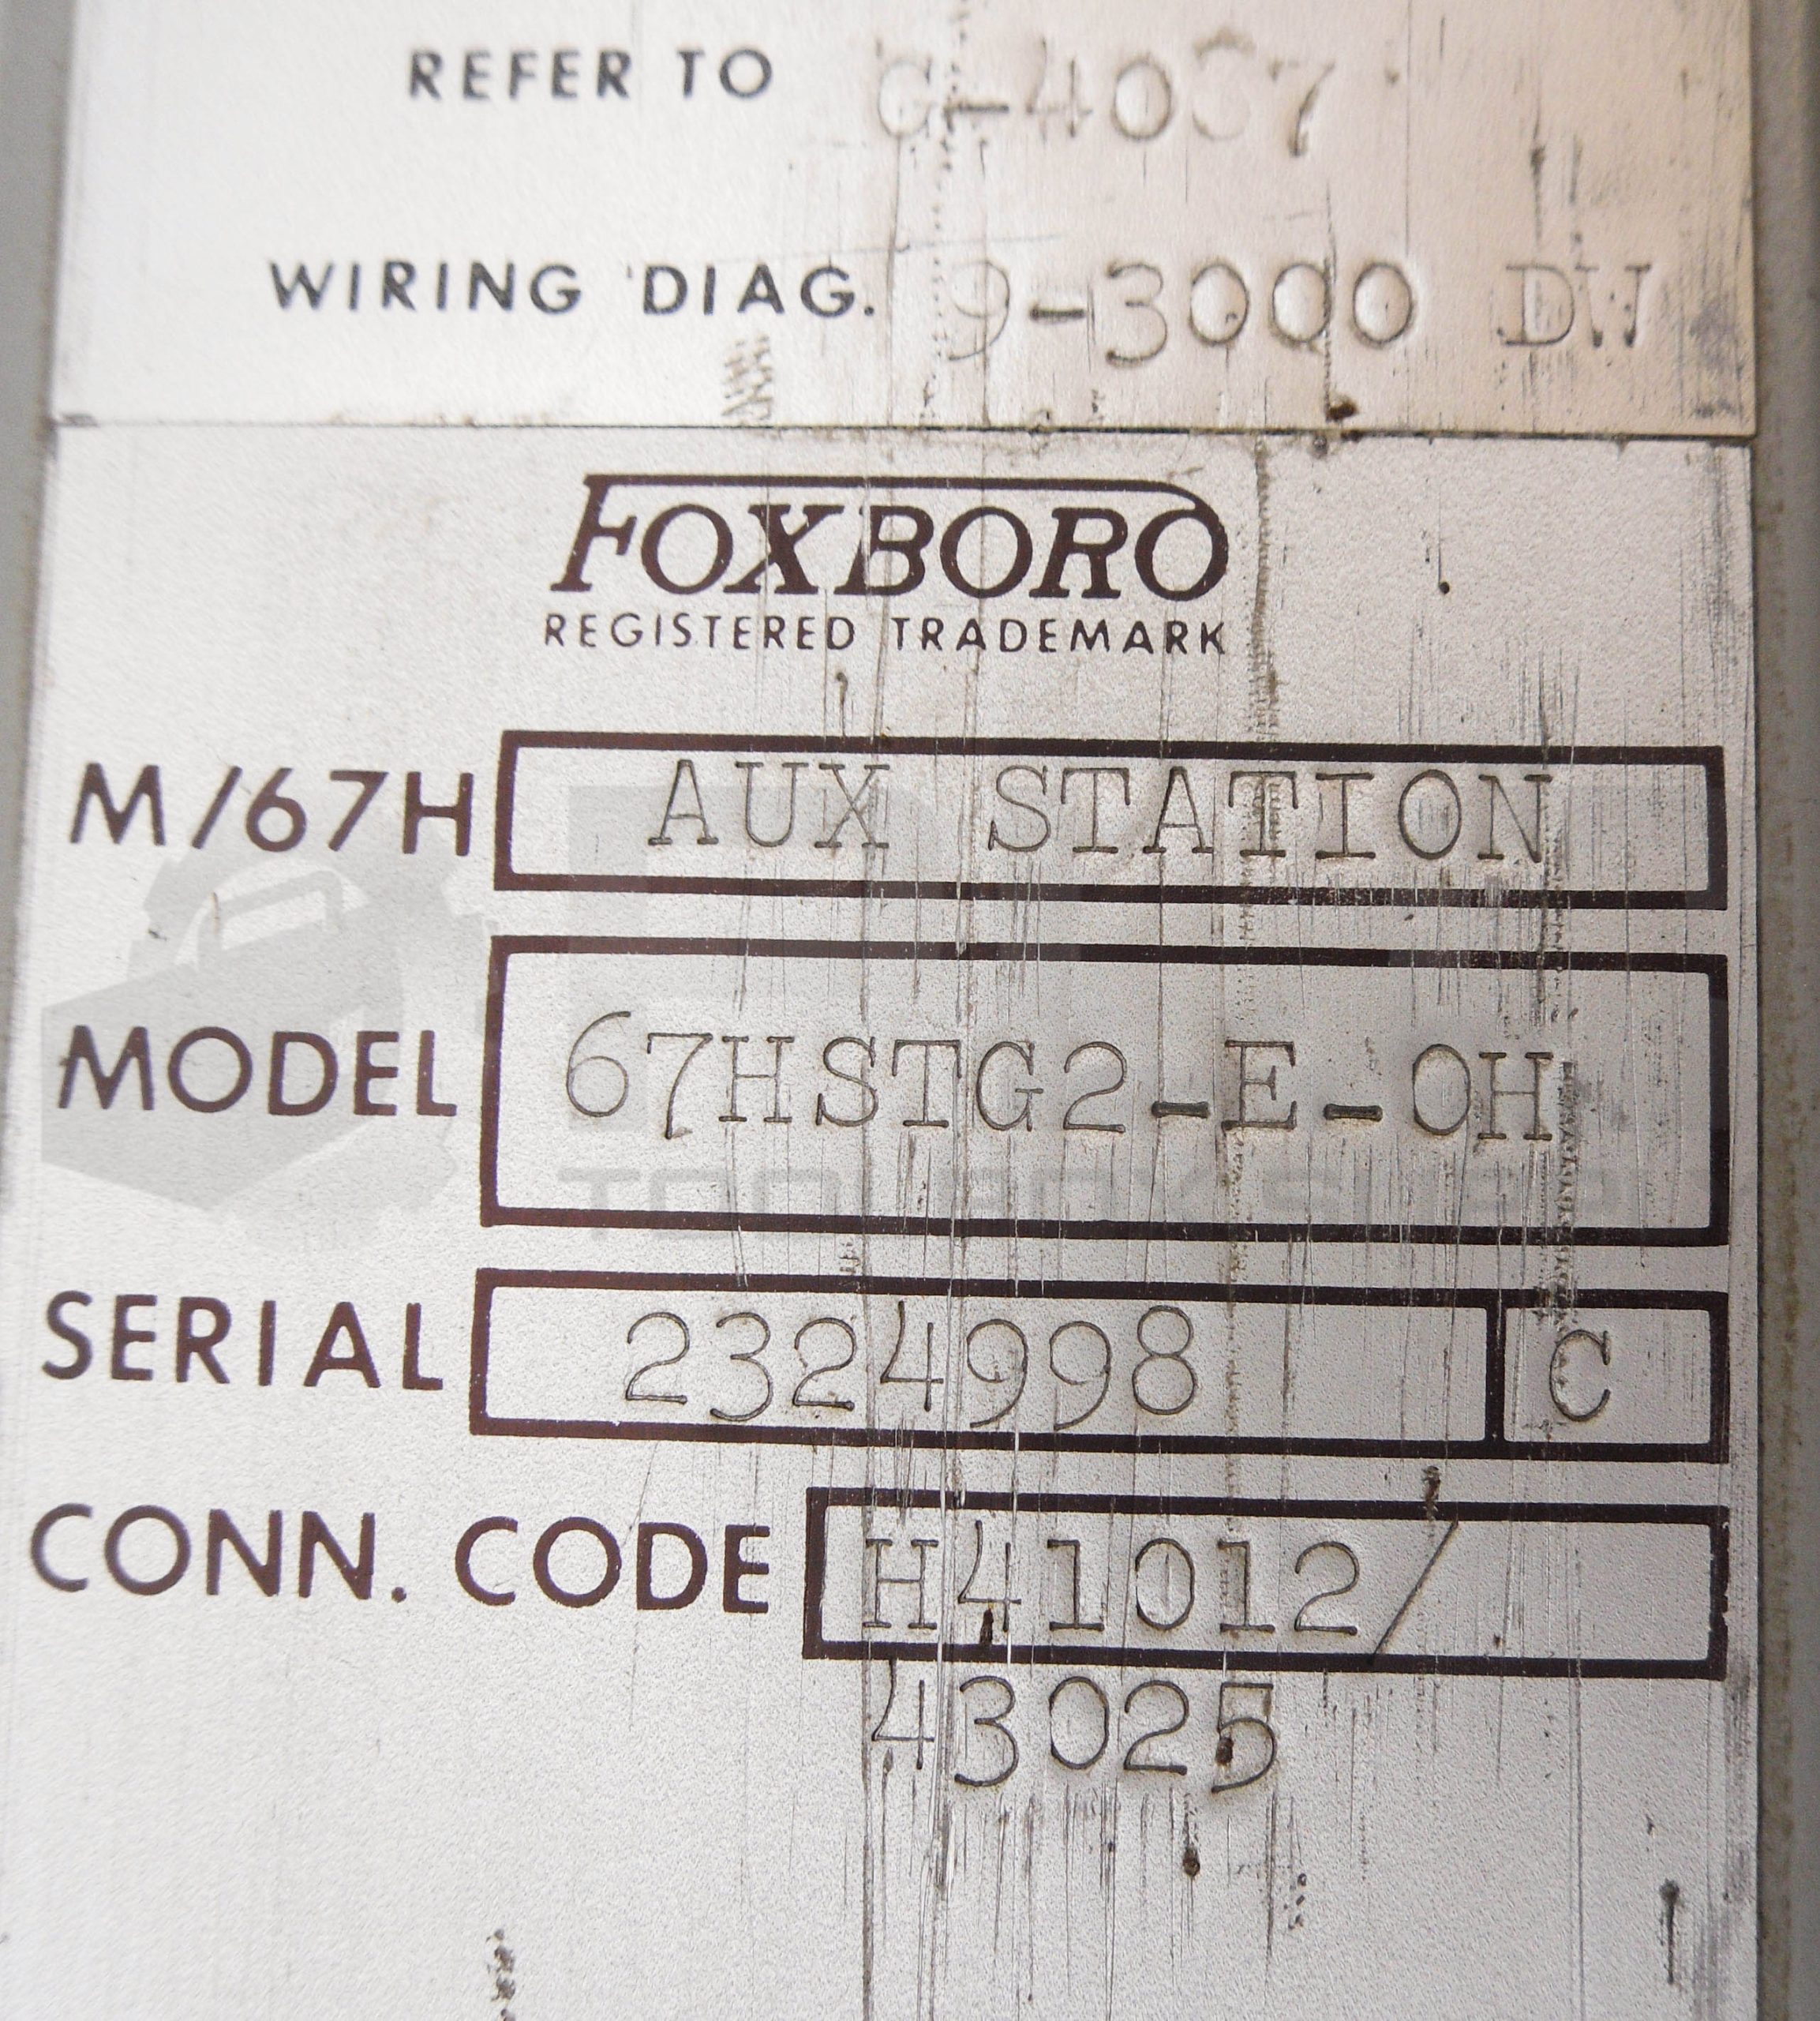 REFER TO
WIRING DIAG. 9-3000 DW
FOXBORO
REGISTERED TRADEMARK
M/67H AUX STATION
MODEL 67HSTG2-E-OH
SERIAL 2324998 C
CONN. CODE H41012/
43025